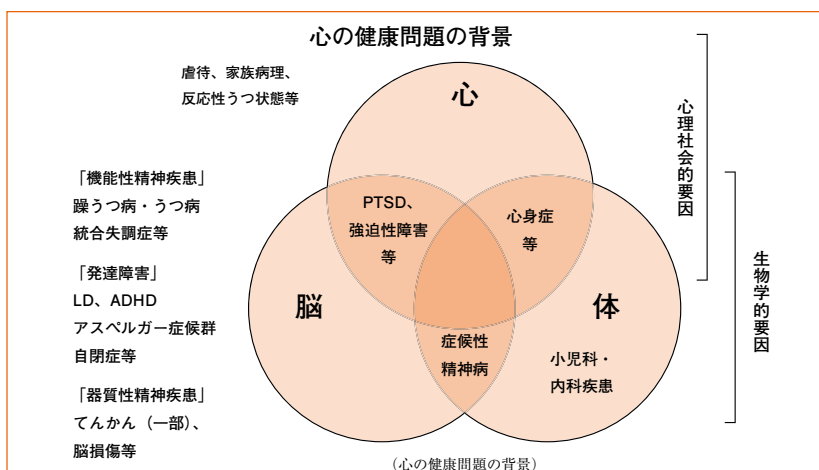 心の健康問題の背景
虐待、家族病理、
反応性うつ状態等
心
心理社会的要因
「機能性精神疾患」
躁うつ病・うつ病
統合失調症等
PTSD、
強迫性障害
等
心身症
等
生物学的要因
「発達障害」
LD、ADHD
アスペルガー症候群
自閉症等
脳
体
症候性
精神病
小児科・
内科疾患
「器質性精神疾患」
てんかん（一部）、
脳損傷等
（心の健康問題の背景）